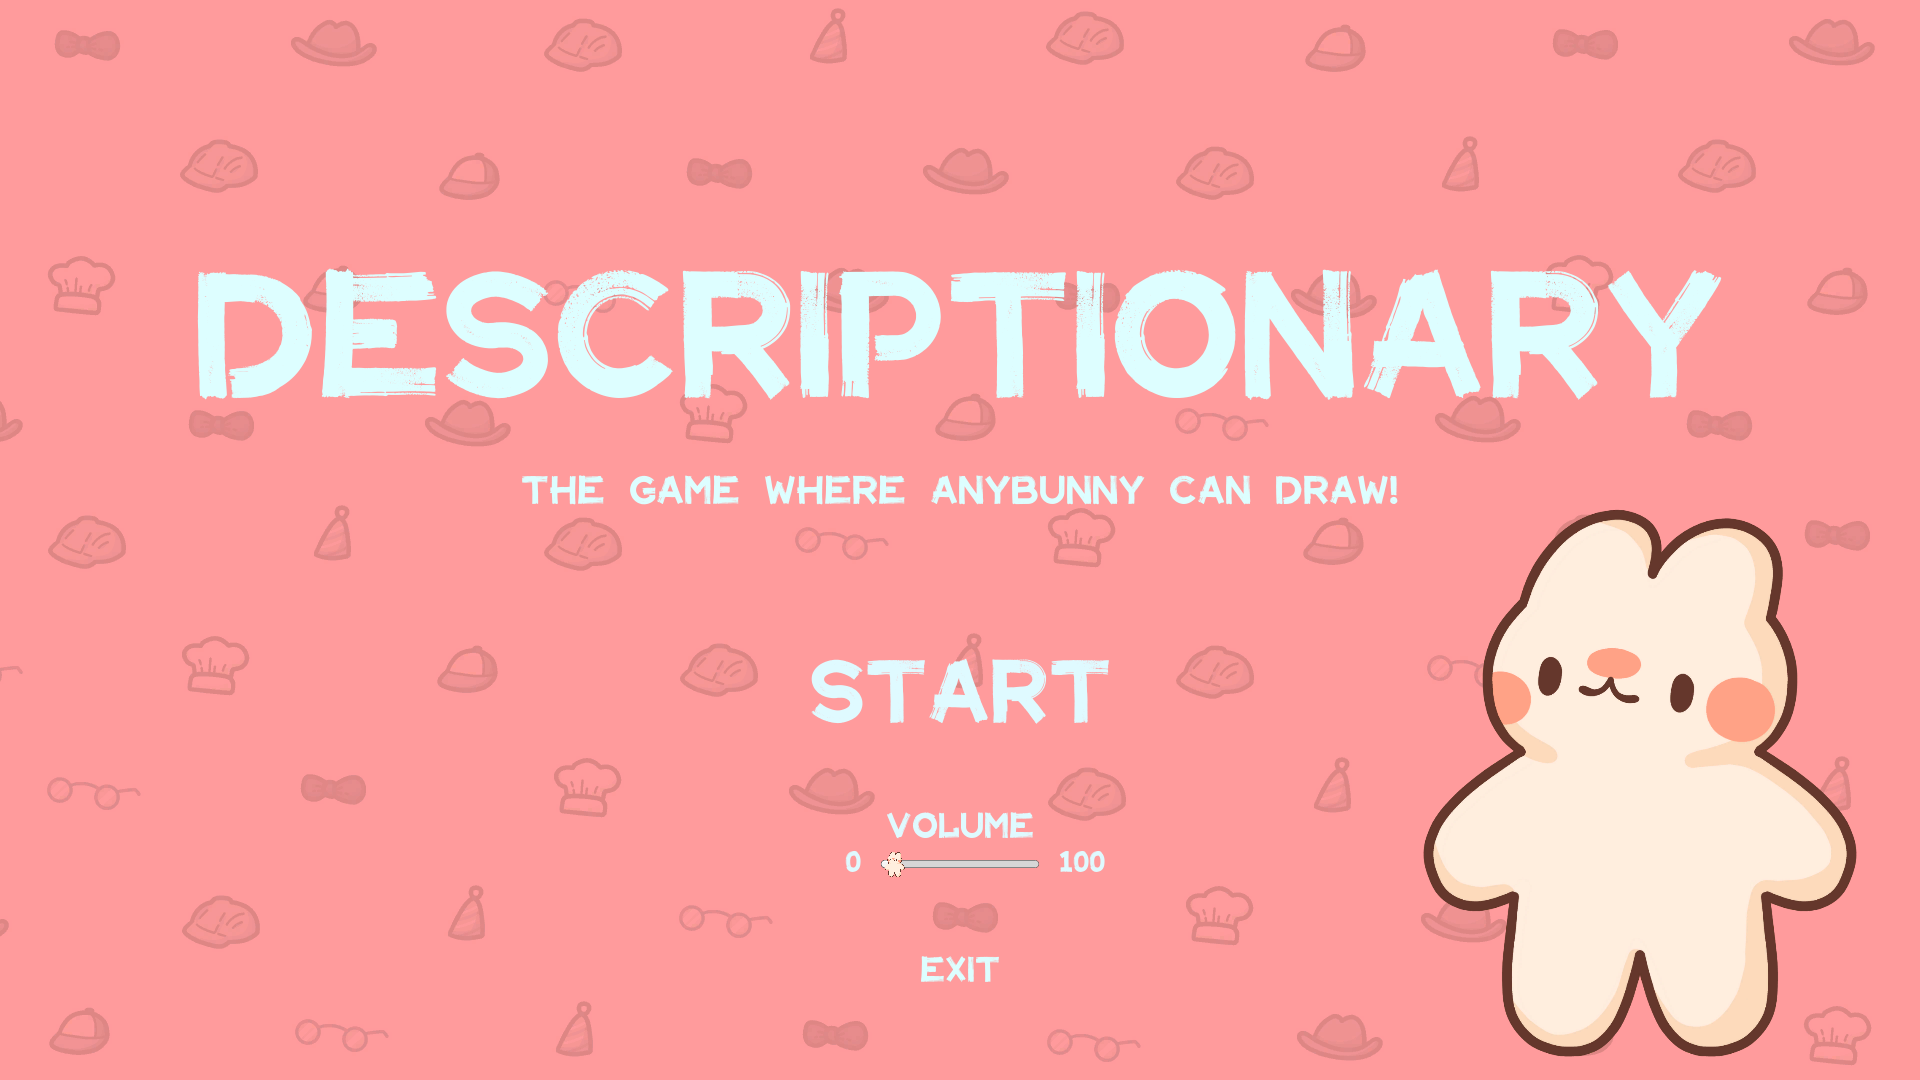 DESCRIPTIONARY
THE GAME WHERE ANYBUNNY CAN DRAW!
START
VOLUME
0 100
EXIT